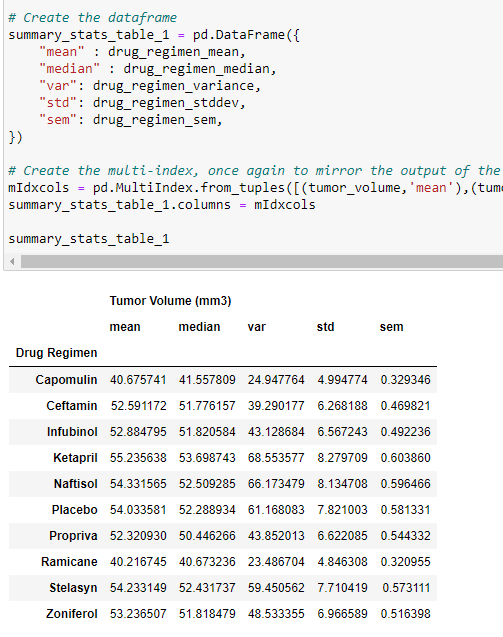 # Create the dataframe
summary_stats_table_1 = pd.DataFrame({
    "mean" : drug_regimen_mean,
    "median" : drug_regimen_median,
    "var": drug_regimen_variance,
    "std": drug_regimen_stddev,
    "sem": drug_regimen_sem,
})
# Create the multi-index, once again to mirror the output of the
mIdxcols = pd.MultiIndex.from_tuples([(tumor_volume,'mean'),(tum
summary_stats_table_1.columns = mIdxcols
summary_stats_table_1
Tumor Volume (mm3)
mean median var std sem
Drug Regimen
Capomulin 40.675741 41.557809 24.947764 4.994774 0.329346
Ceftamin 52.591172 51.776157 39.290177 6.268188 0.469821
Infubinol 52.884795 51.820584 43.128684 6.567243 0.492236
Ketapril 55.235638 53.698743 68.553577 8.279709 0.603860
Naftisol 54.331565 52.509285 66.173479 8.134708 0.596466
Placebo 54.033581 52.288934 61.168083 7.821003 0.581331
Propriva 52.320930 50.446266 43.852013 6.622085 0.544332
Ramicane 40.216745 40.673236 23.486704 4.846308 0.320955
Stelasyn 54.233149 52.431737 59.450562 7.710419 0.573111
Zoniferol 53.236507 51.818479 48.533355 6.966589 0.516398